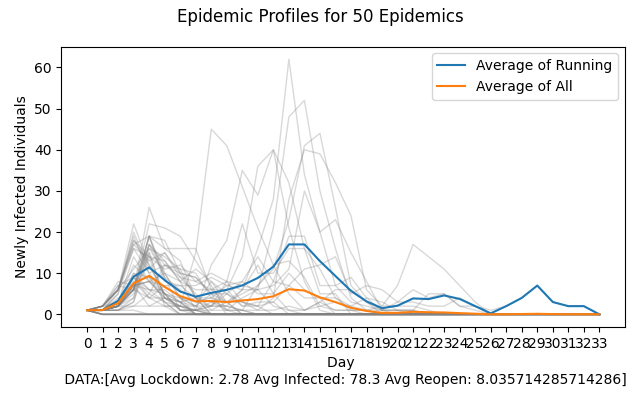 Epidemic Profiles for 50 Epidemics
Average of Running
Average of All
Newly Infected Individuals
60
50
40
30
20
10
0
0 1 2 3 4 5 6 7 8 9 10 11 12 13 14 15 16 17 18 19 20 21 22 23 24 25 26 27 28 29 30 31 32 33
Day
DATA:[Avg Lockdown: 2.78 Avg Infected: 78.3 Avg Reopen: 8.035714285714286]